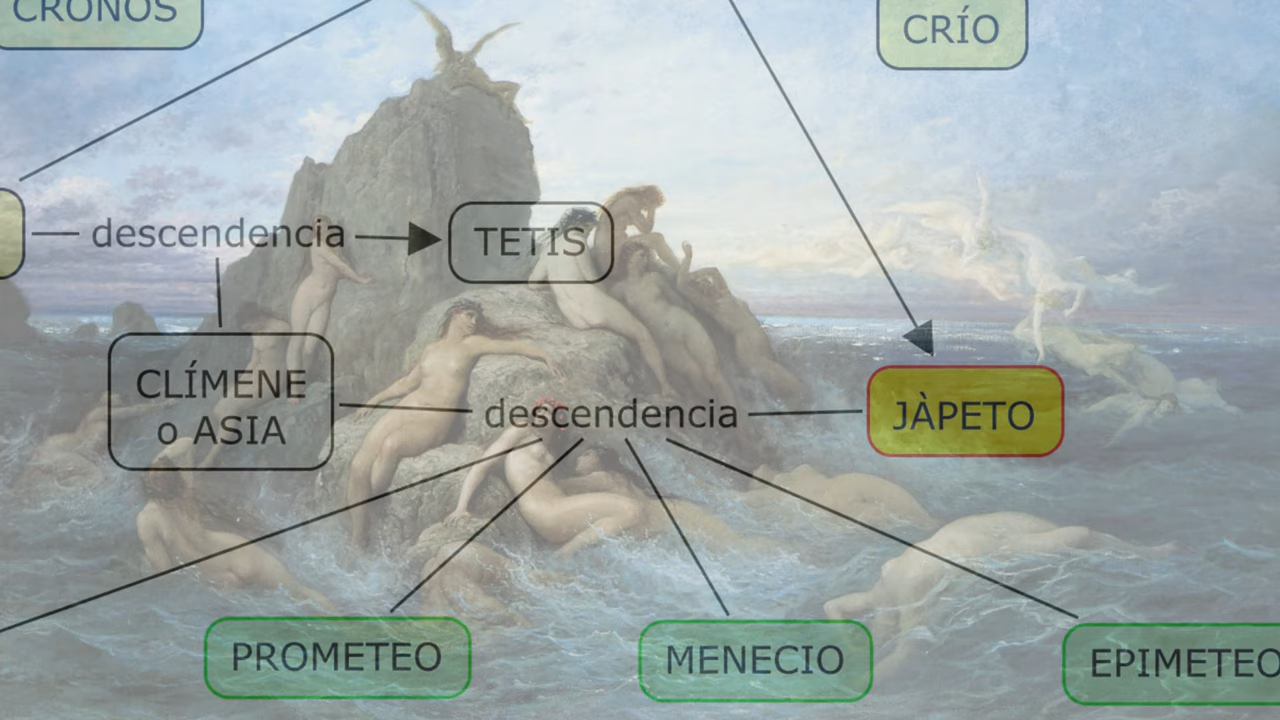 CRONOS
CRÍO
descendencia
TETIS
CLÍMENE
o ASIA
descendencia
JÀPETO
PROMETEO
MENECIO
EPIMETEO